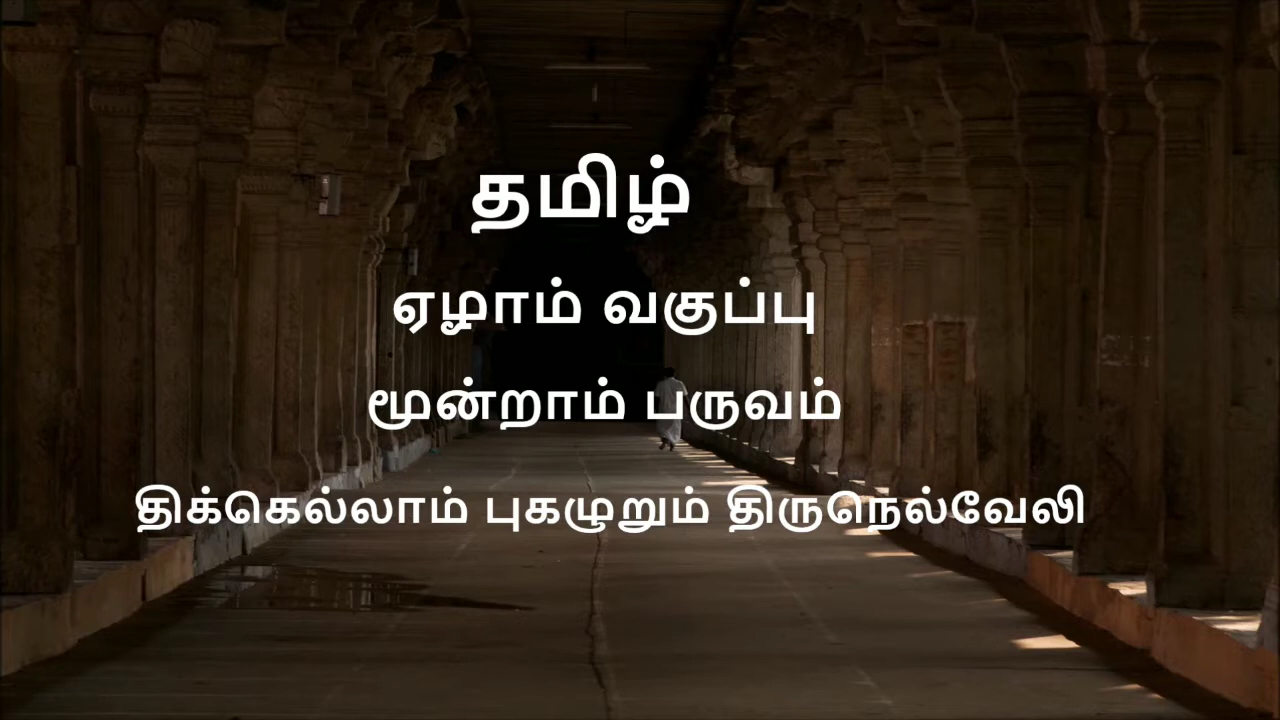 தமிழ்
ஏழாம் வகுப்பு
மூன்றாம் பருவம்
திக்கெல்லாம் புகழுறும் திருநெல்வேலி